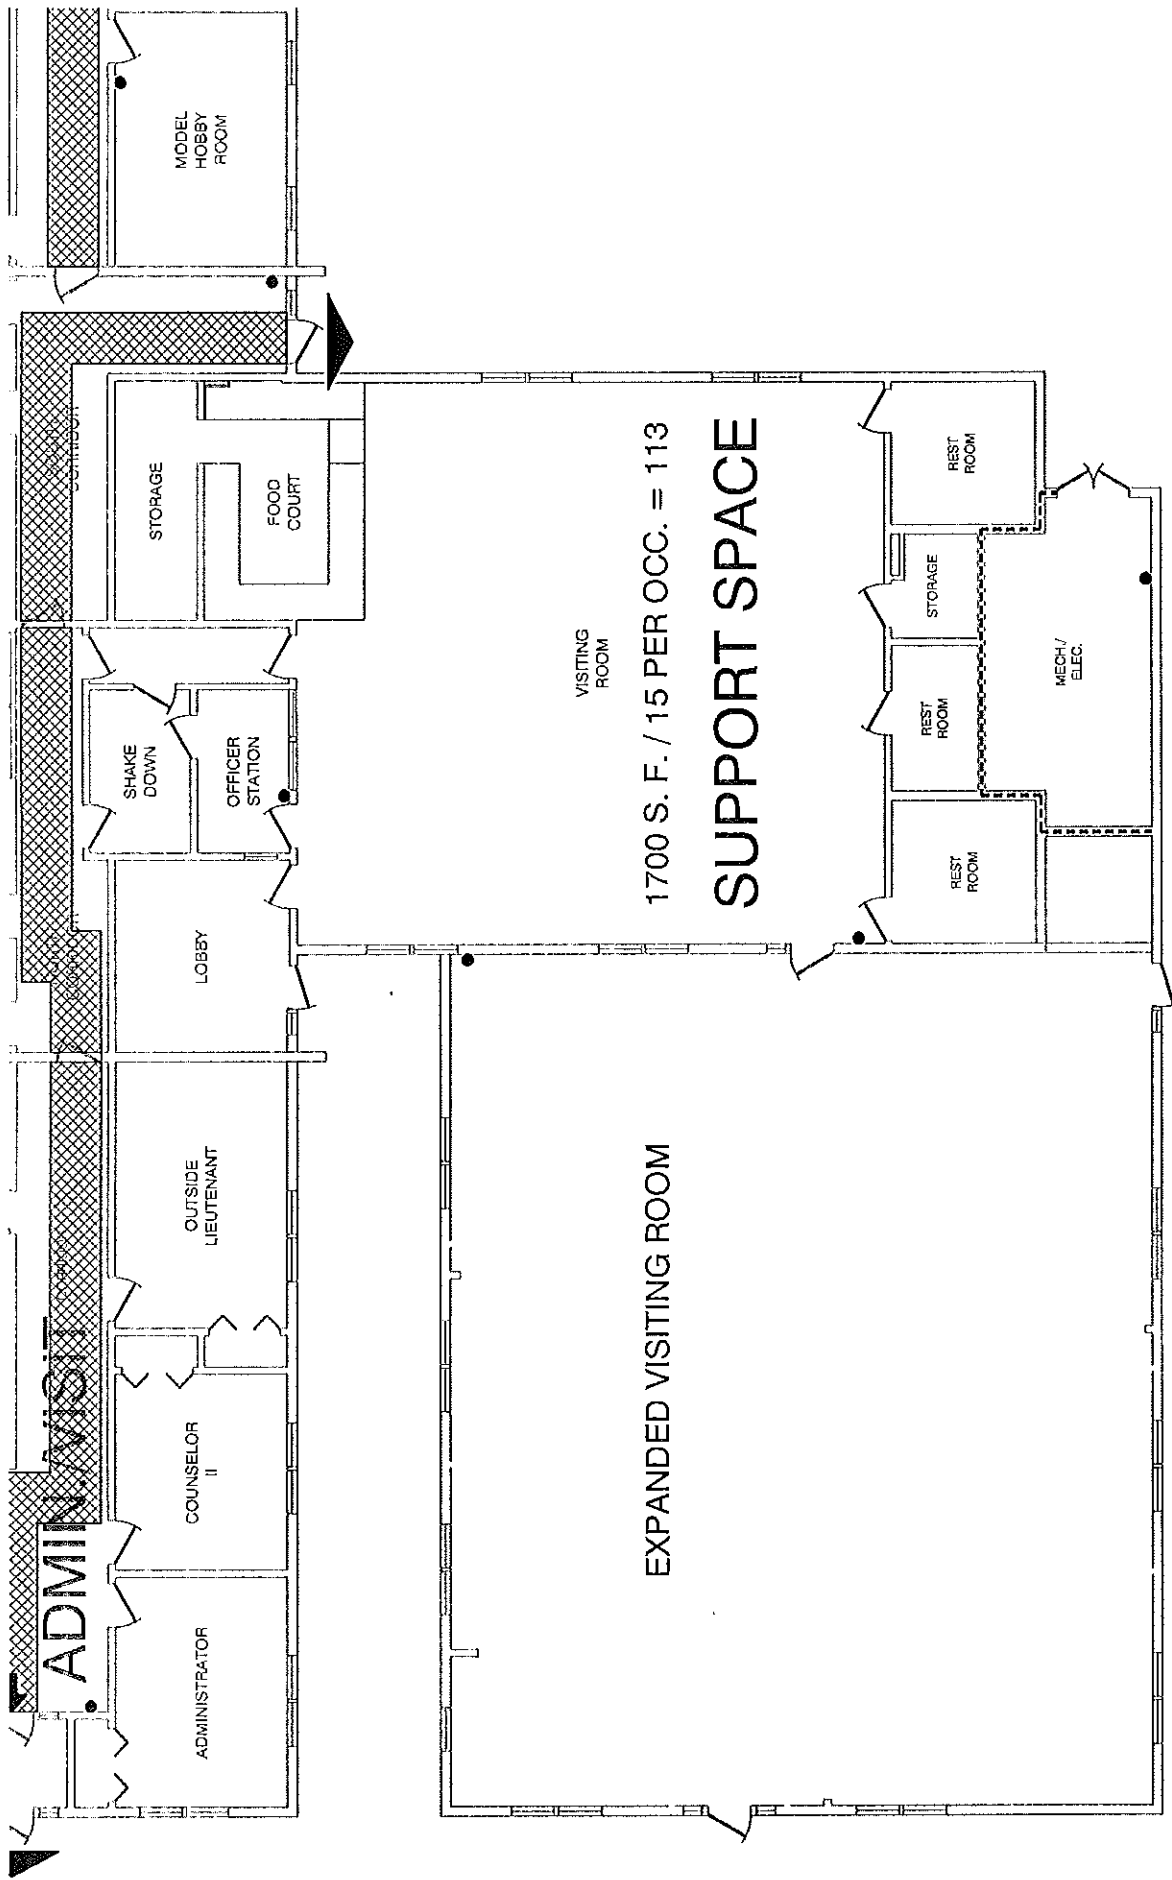 ADMIN./VISIT
ADMINISTRATOR
COUNSELOR
II
OUTSIDE
LIEUTENANT
LOBBY
SHAKE
DOWN
OFFICER
STATION
STORAGE
FOOD
COURT
MODEL
HOBBY
ROOM
EXPANDED VISITING ROOM
VISITING
ROOM
1700 S. F. / 15 PER OCC. = 113
SUPPORT SPACE
REST
ROOM
REST
ROOM
STORAGE
REST
ROOM
MECH./
ELEC.